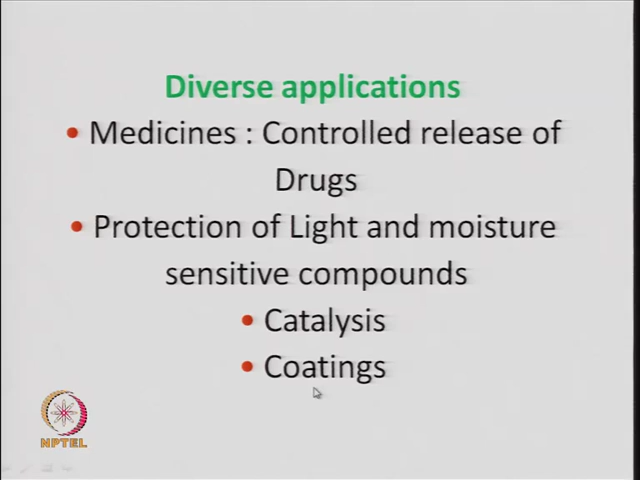 Diverse applications
• Medicines : Controlled release of
Drugs
• Protection of Light and moisture
sensitive compounds
• Catalysis
• Coatings
NPTEL